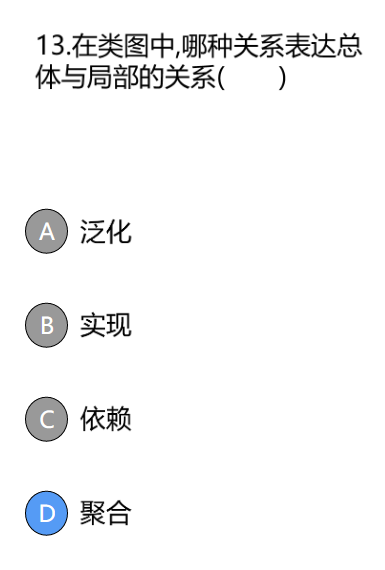 13.在类图中,哪种关系表达总
体与局部的关系(　　)
A 泛化
B 实现
C 依赖
D 聚合